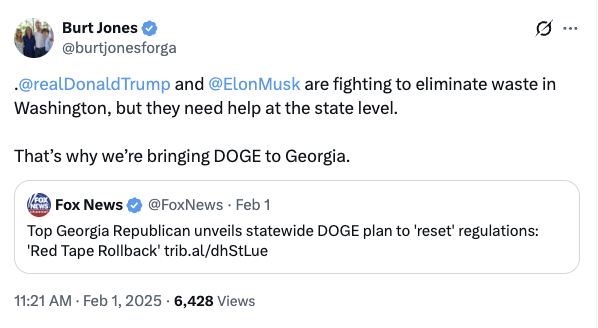 Burt Jones
@burtjonesforga
.@realDonaldTrump and @ElonMusk are fighting to eliminate waste in
Washington, but they need help at the state level.
That’s why we’re bringing DOGE to Georgia.
FOX NEWS
Fox News @FoxNews · Feb 1
Top Georgia Republican unveils statewide DOGE plan to 'reset' regulations:
'Red Tape Rollback' trib.al/dhStLue
11:21 AM · Feb 1, 2025 · 6,428 Views